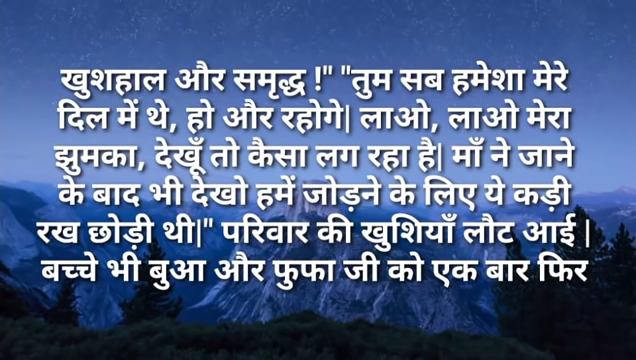 खुशहाल और समृद्ध !" "तुम सब हमेशा मेरे
दिल में थे, हो और रहोगे| लाओ, लाओ मेरा
झुमका, देखूँ तो कैसा लग रहा है| माँ ने जाने
के बाद भी देखो हमें जोड़ने के लिए ये कड़ी
रख छोड़ी थी|" परिवार की खुशियाँ लौट आई |
बच्चे भी बुआ और फुफा जी को एक बार फिर